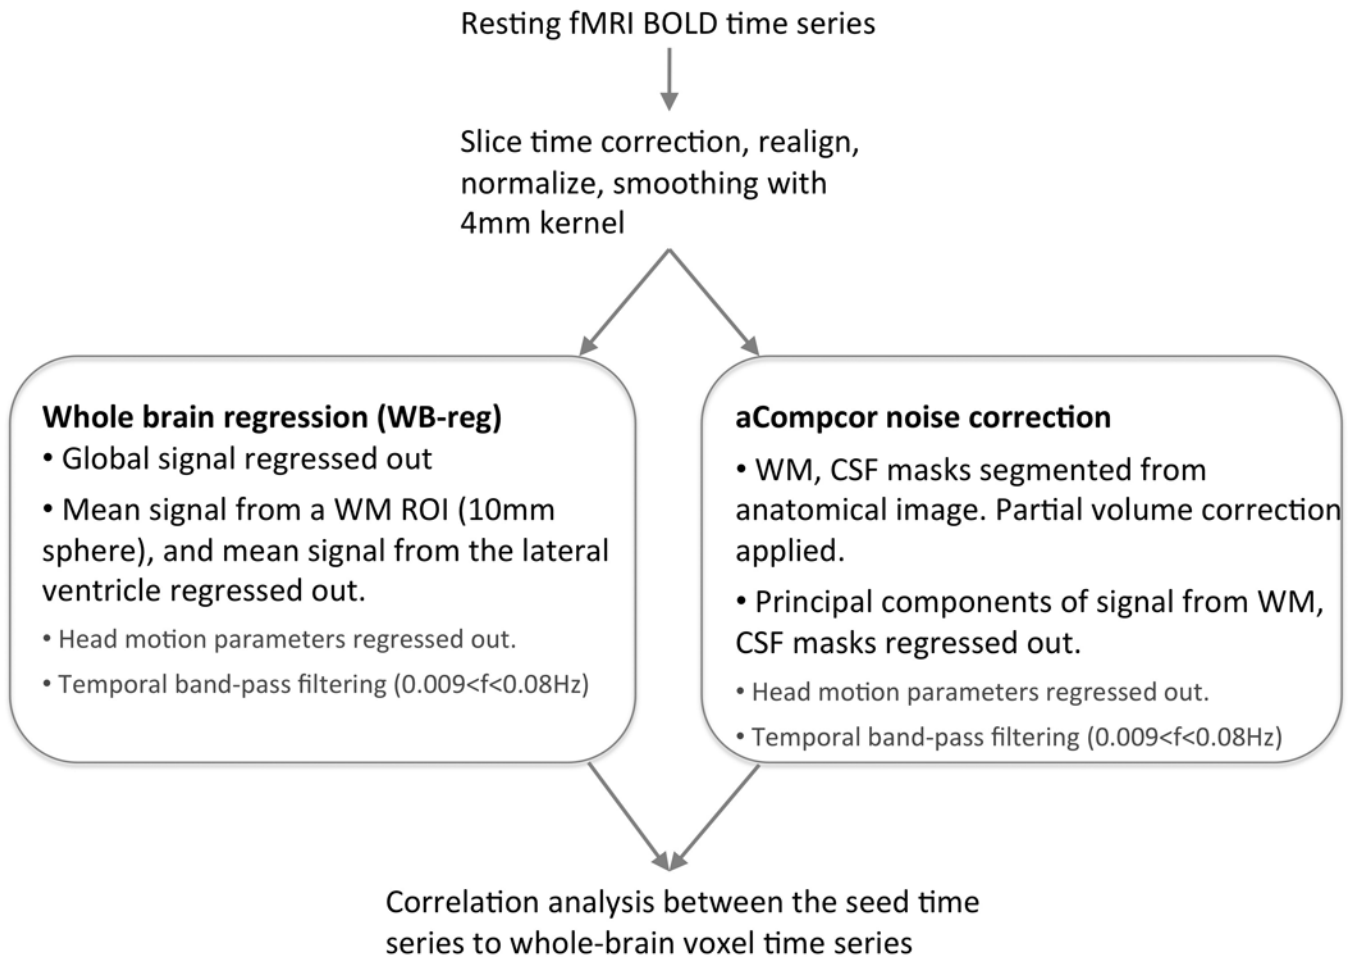 Resting fMRI BOLD time series
Slice time correction, realign,
normalize, smoothing with
4mm kernel
Whole brain regression (WB-reg)
• Global signal regressed out
• Mean signal from a WM ROI (10mm
sphere), and mean signal from the lateral
ventricle regressed out.
• Head motion parameters regressed out.
• Temporal band-pass filtering (0.009<f<0.08Hz)
aCompcor noise correction
• WM, CSF masks segmented from
anatomical image. Partial volume correction
applied.
• Principal components of signal from WM,
CSF masks regressed out.
• Head motion parameters regressed out.
• Temporal band-pass filtering (0.009<f<0.08Hz)
Correlation analysis between the seed time
series to whole-brain voxel time series